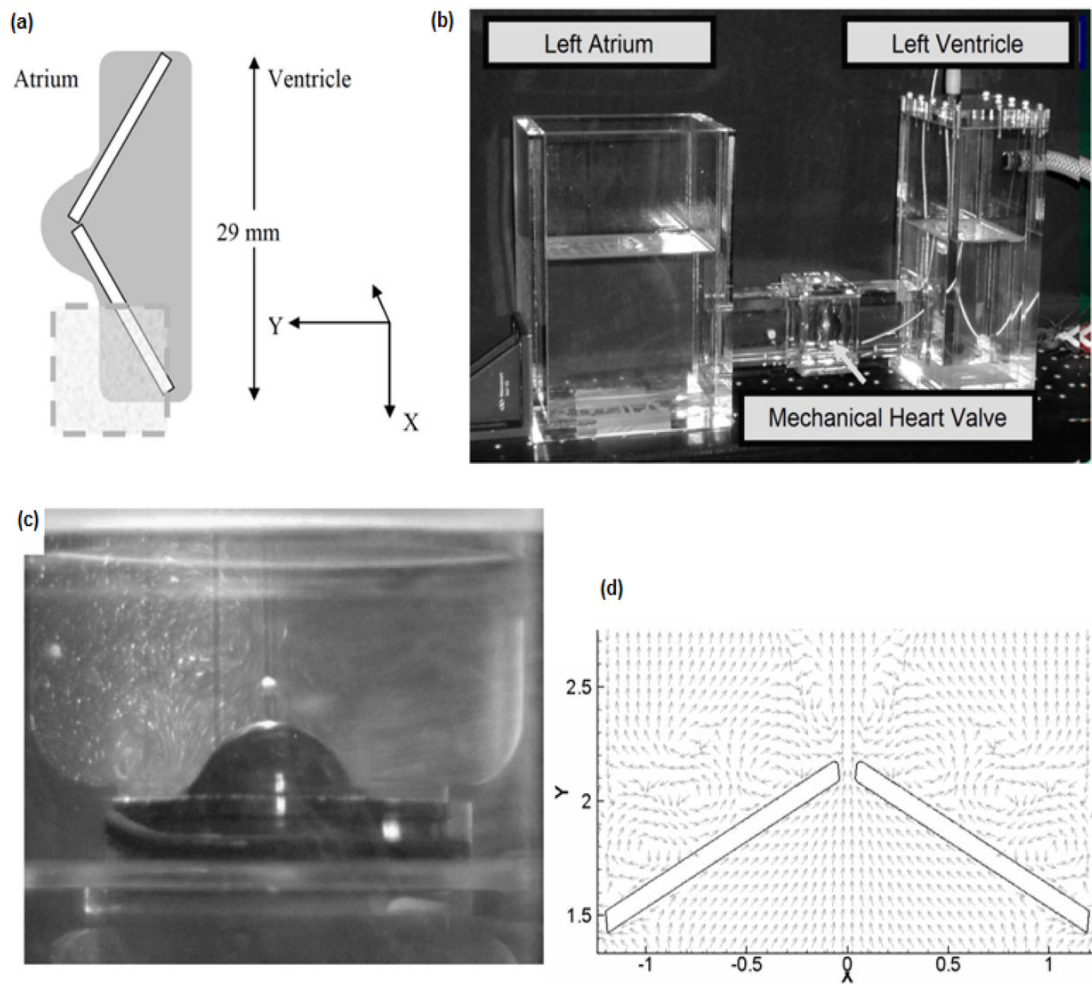 (a)
Atrium
Ventricle
29 mm
Y
X
(b)
Left Atrium
Left Ventricle
Mechanical Heart Valve
(c)
(d)
2.5
2
1.5
Y
-1
-0.5
0
0.5
1
X